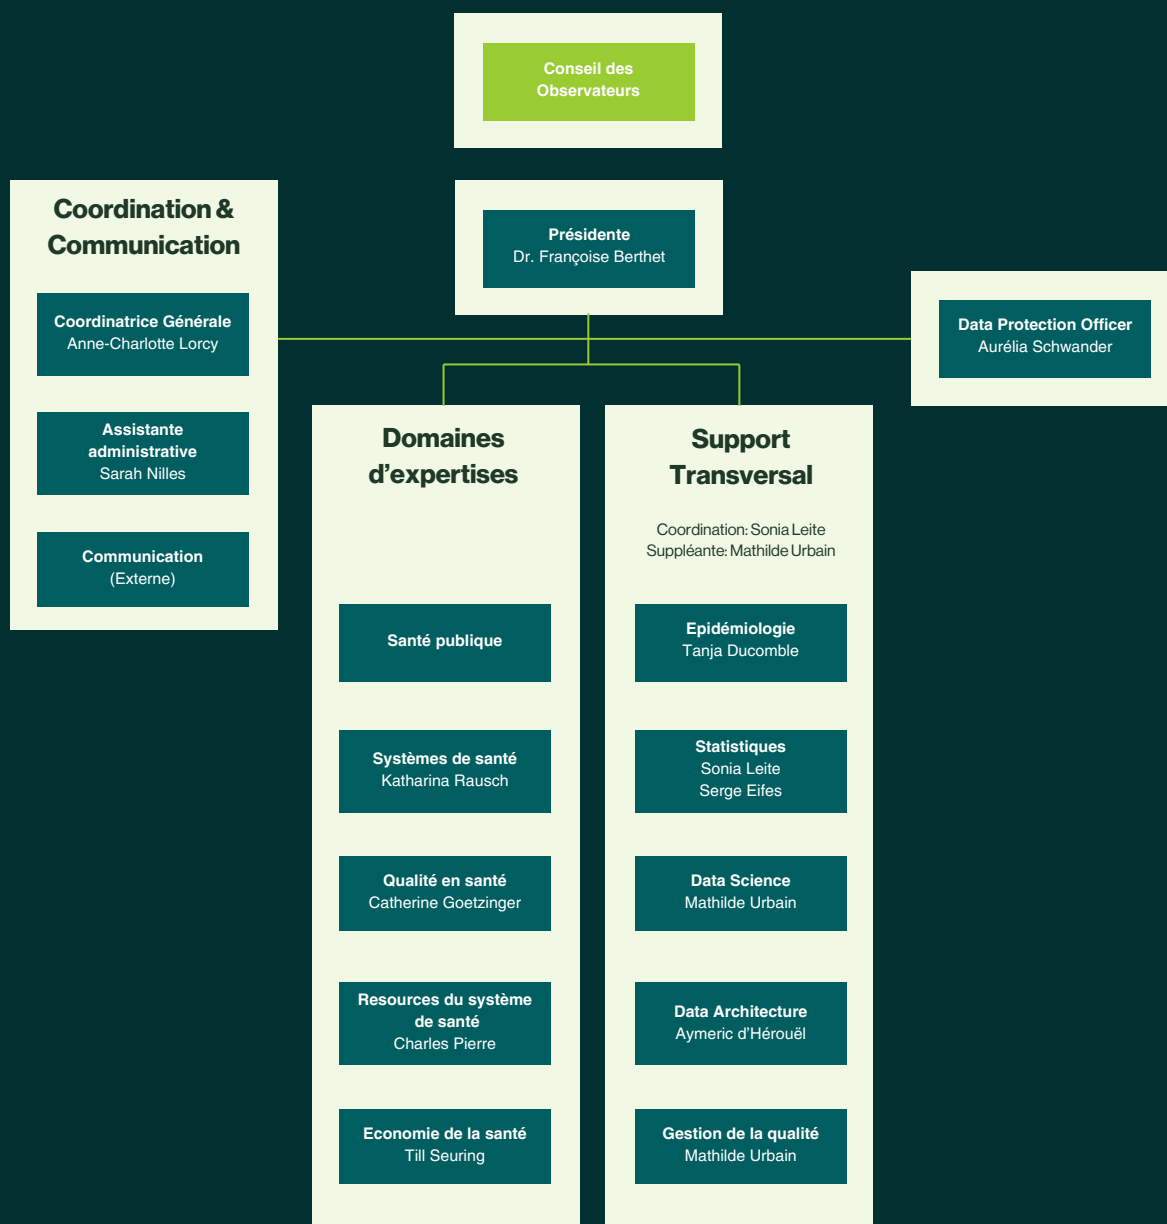 Conseil des
Observateurs
Coordination &
Communication
Coordinatrice Générale
Anne-Charlotte Lorcy
Assistante
administrative
Sarah Nilles
Communication
(Externe)
Présidente
Dr. Françoise Berthet
Data Protection Officer
Aurélia Schwander
Domaines
d’expertises
Santé publique
Systèmes de santé
Katharina Rausch
Qualité en santé
Catherine Goetzinger
Resources du système
de santé
Charles Pierre
Economie de la santé
Till Seuring
Support
Transversal
Coordination: Sonia Leite
Suppléante: Mathilde Urbain
Epidémiologie
Tanja Ducomble
Statistiques
Sonia Leite
Serge Eifes
Data Science
Mathilde Urbain
Data Architecture
Aymeric d’Hérouël
Gestion de la qualité
Mathilde Urbain